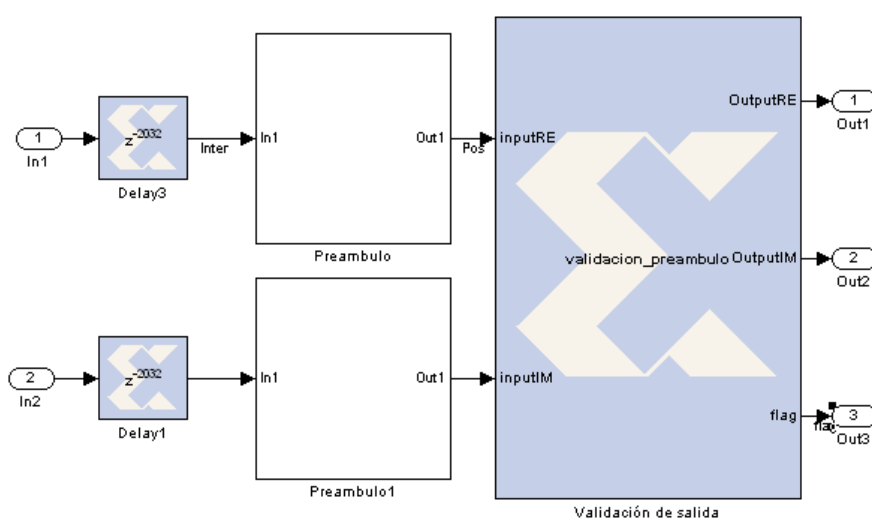 1
In1
z-2032
Delay3
Inter
In1
Out1
Preambulo
Pos
inputRE
OutputRE
1
Out1
validacion_preambulo
OutputIM
2
Out2
2
In2
z-2032
Delay1
In1
Out1
Preambulo1
inputIM
flag
flag
3
Out3
Validación de salida